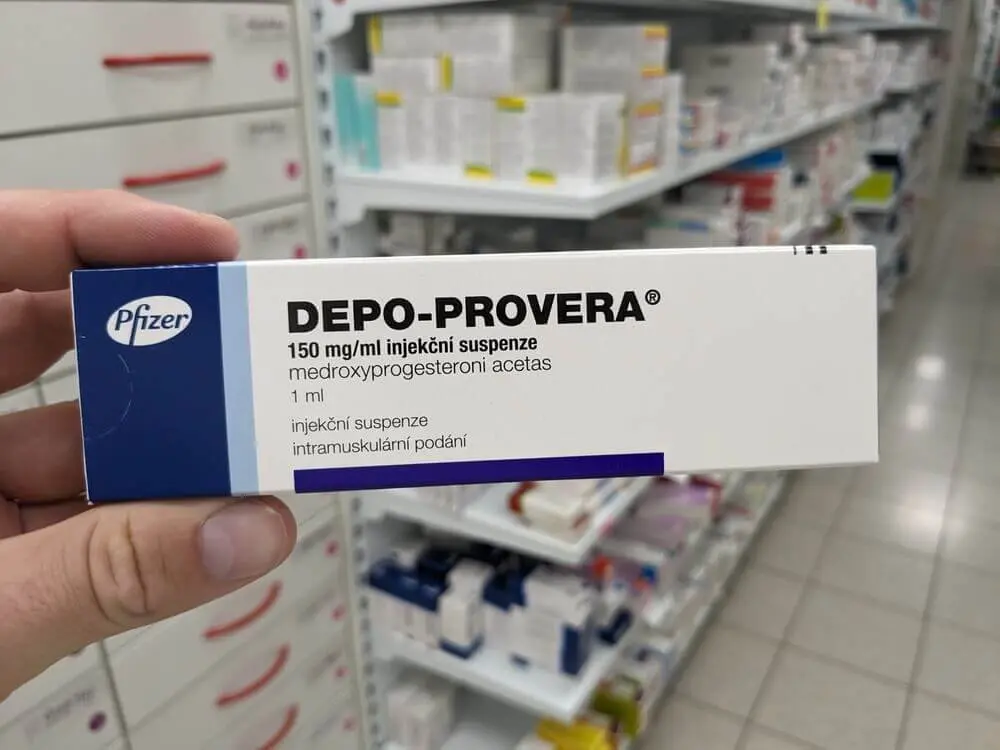 Pfizer
DEPO-PROVERA®
150 mg/ml injekční suspenze
medroxyprogesteroni acetas
1 ml
injekční suspenze
intramuskulární podání